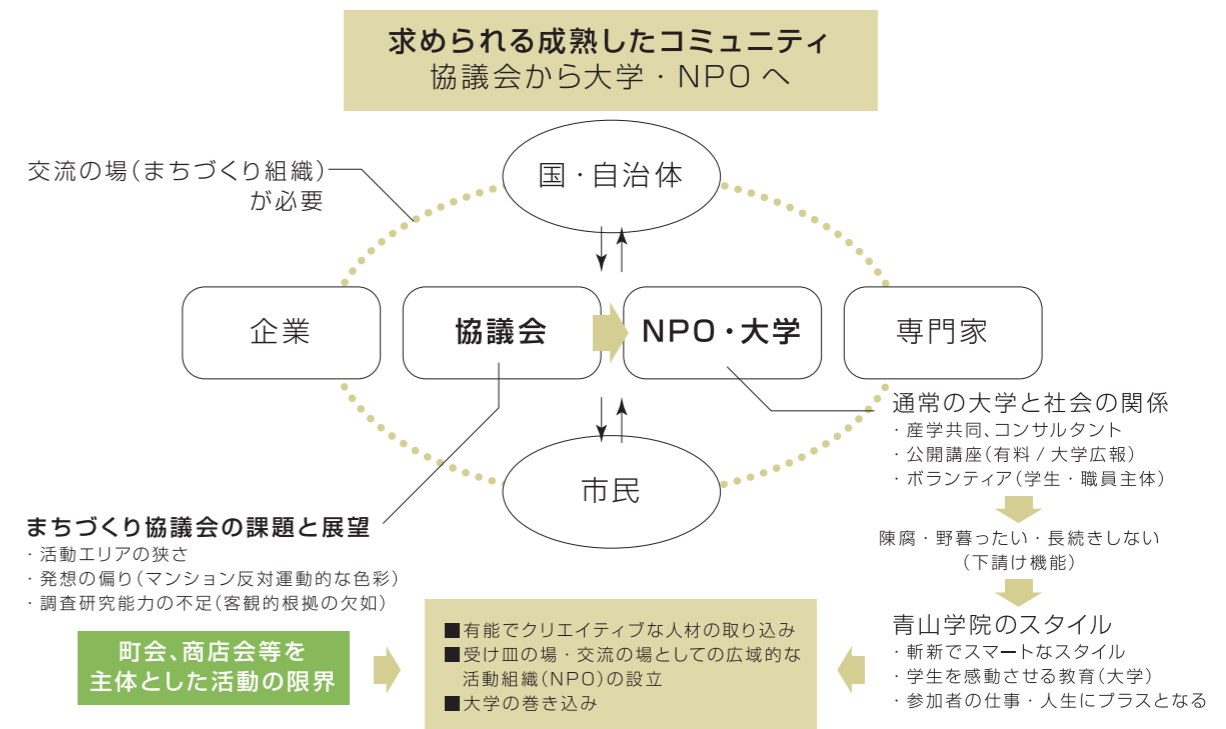 求められる成熟したコミュニティ
協議会から大学・NPO へ
交流の場(まちづくり組織)
が必要
国・自治体
企業
協議会
NPO・大学
専門家
市民
通常の大学と社会の関係
・産学共同、コンサルタント
・公開講座(有料 / 大学広報)
・ボランティア(学生・職員主体)
陳腐・野暮ったい・長続きしない
(下請け機能)
青山学院のスタイル
・斬新でスマートなスタイル
・学生を感動させる教育(大学)
・参加者の仕事・人生にプラスとなる
まちづくり協議会の課題と展望
・活動エリアの狭さ
・発想の偏り(マンション反対運動的な色彩)
・調査研究能力の不足(客観的根拠の欠如)
町会、商店会等を
主体とした活動の限界
■有能でクリエイティブな人材の取り込み
■受け皿の場・交流の場としての広域的な
活動組織(NPO)の設立
■大学の巻き込み